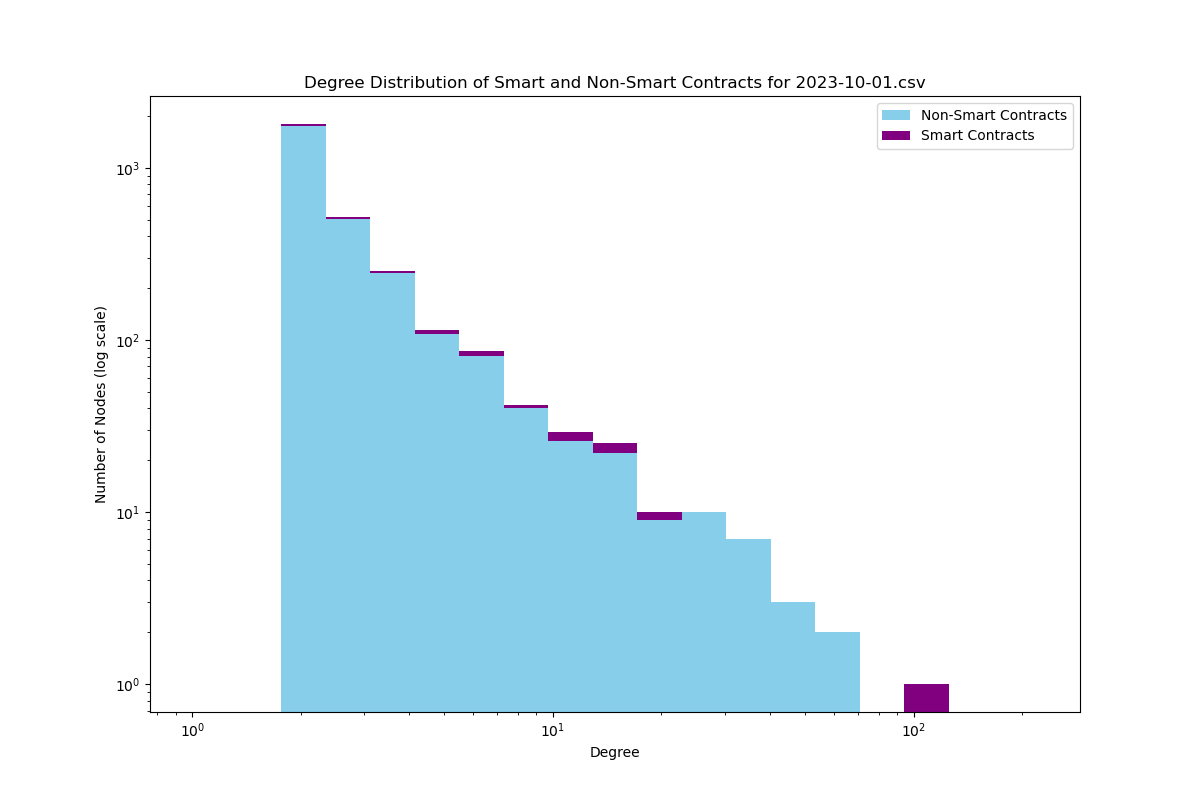 Degree Distribution of Smart and Non-Smart Contracts for 2023-10-01.csv
Non-Smart Contracts
Smart Contracts
Number of Nodes (log scale)
10³
10²
10¹
10⁰
10⁰ 10¹ 10²
Degree